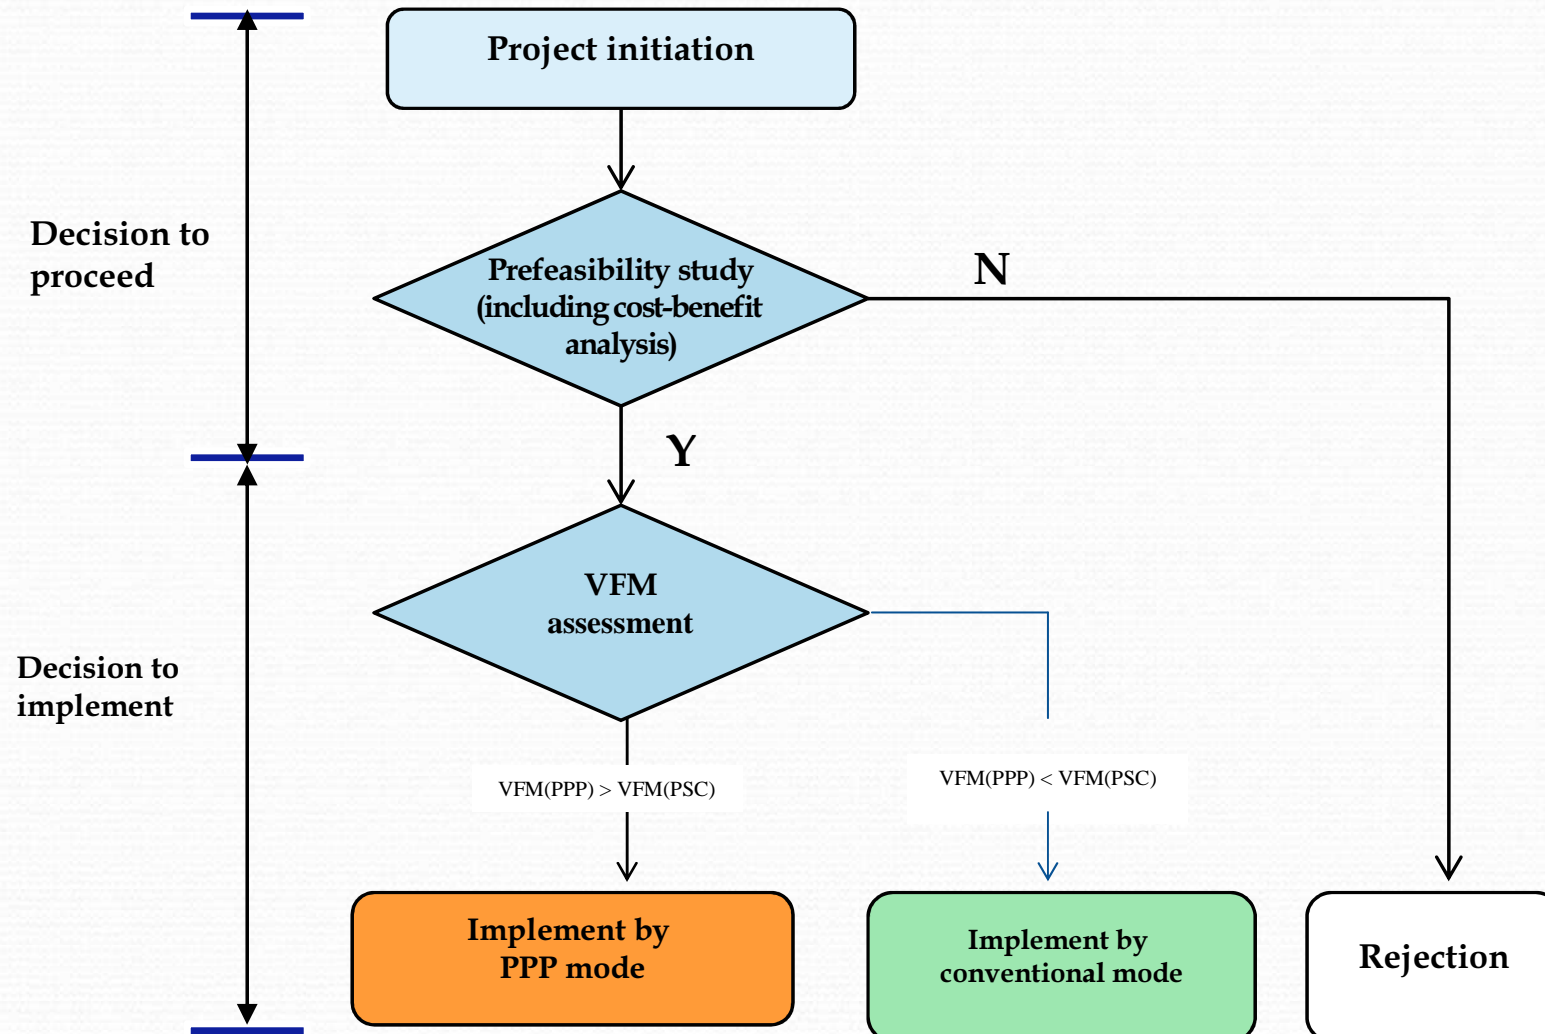 Project initiation
Decision to
proceed
Prefeasibility study
(including cost-benefit
analysis)
N
Y
VFM
assessment
Decision to
implement
VFM(PPP) > VFM(PSC)
VFM(PPP) < VFM(PSC)
Implement by
PPP mode
Implement by
conventional mode
Rejection